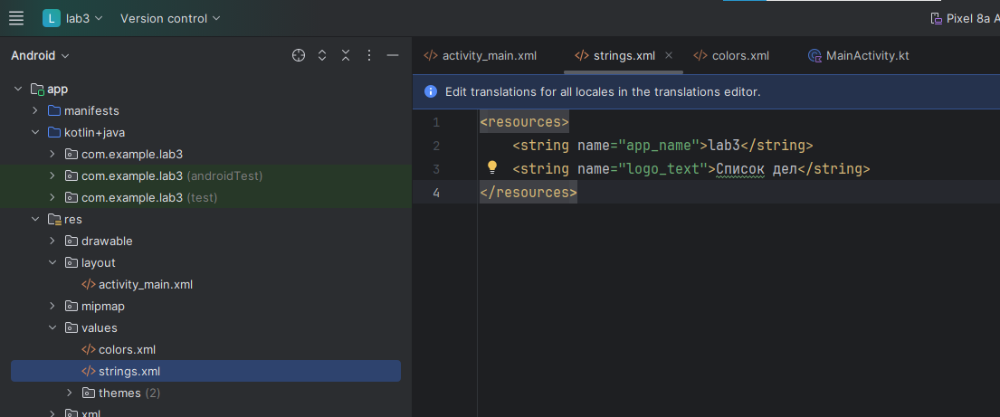 L lab3 Version control Pixel 8a A
Android
activity_main.xml strings.xml colors.xml MainActivity.kt
Edit translations for all locales in the translations editor.
app
manifests
kotlin+java
com.example.lab3
com.example.lab3 (androidTest)
com.example.lab3 (test)
res
drawable
layout
activity_main.xml
mipmap
values
colors.xml
strings.xml
themes (2)
xml
1 <resources>
2 <string name="app_name">lab3</string>
3 <string name="logo_text">Список дел</string>
4 </resources>